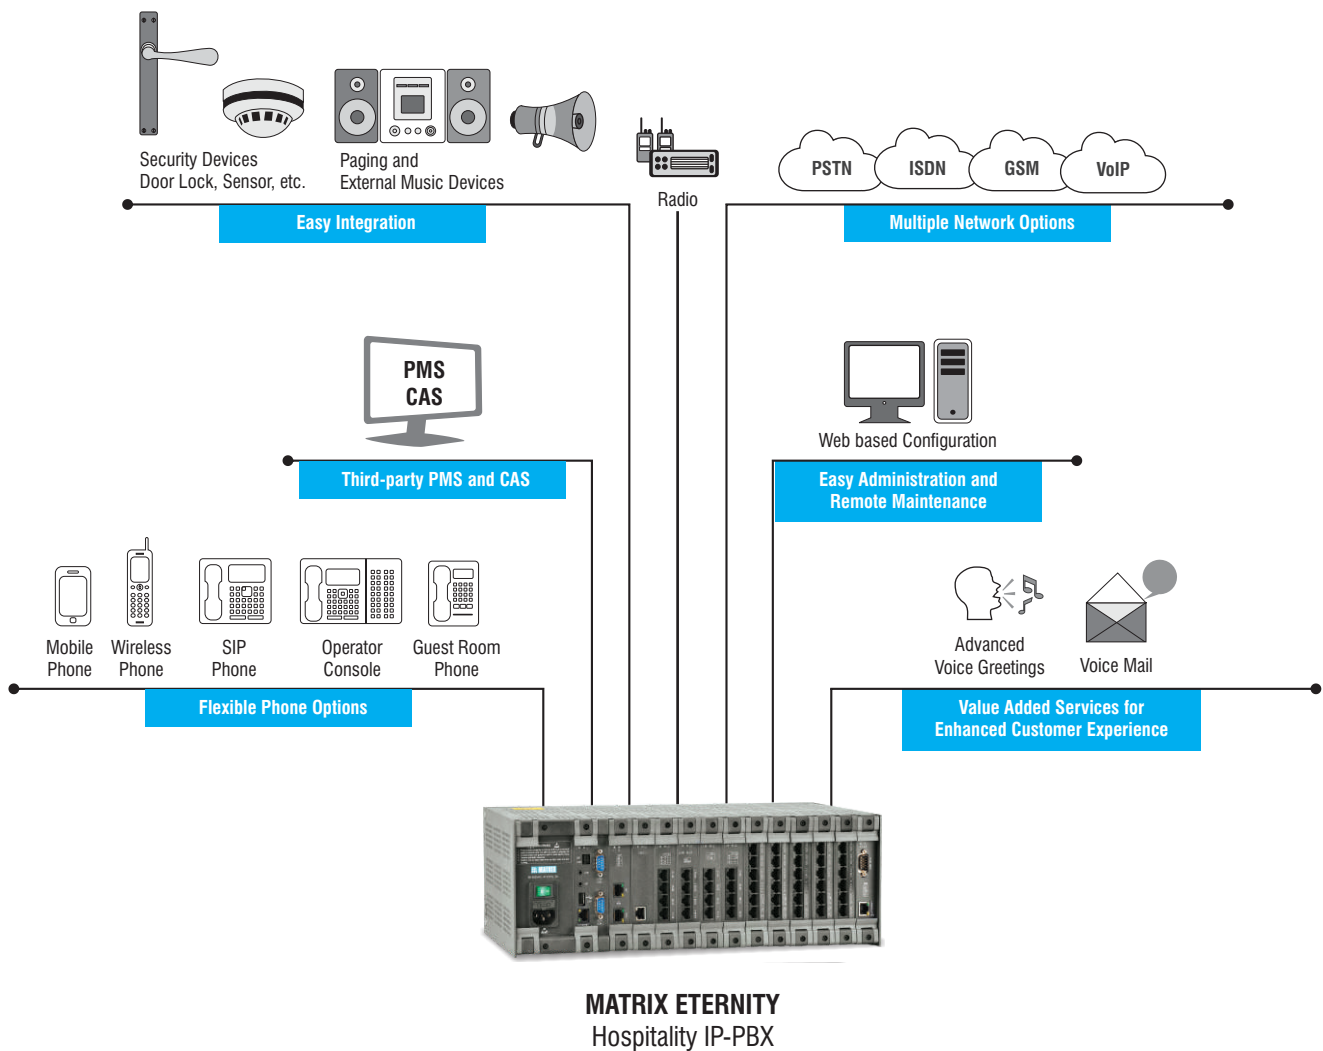 Security Devices
Door Lock, Sensor, etc.
Paging and
External Music Devices
Radio
PSTN
ISDN
GSM
VoIP
Easy Integration
Multiple Network Options
PMS
CAS
Web based Configuration
Third-party PMS and CAS
Easy Administration and
Remote Maintenance
Mobile
Phone
Wireless
Phone
SIP
Phone
Operator
Console
Guest Room
Phone
Advanced
Voice Greetings
Voice Mail
Flexible Phone Options
Value Added Services for
Enhanced Customer Experience
MATRIX ETERNITY
Hospitality IP-PBX